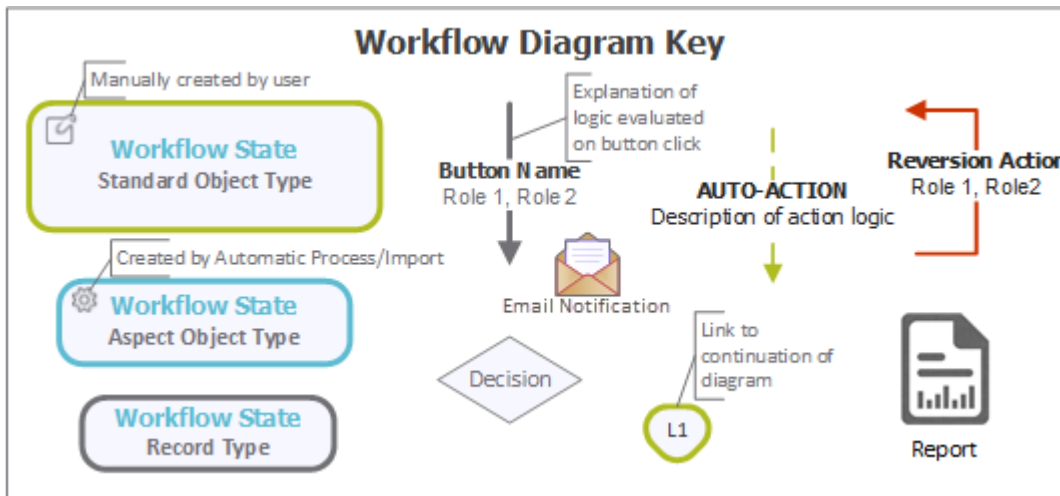 Workflow Diagram Key
Manually created by user
Workflow State
Standard Object Type
Created by Automatic Process/Import
Workflow State
Aspect Object Type
Workflow State
Record Type
Explanation of
logic evaluated
on button click
Button Name
Role 1, Role 2
Email Notification
Decision
AUTO-ACTION
Description of action logic
Link to
continuation of
diagram
L1
Reversion Action
Role 1, Role2
Report